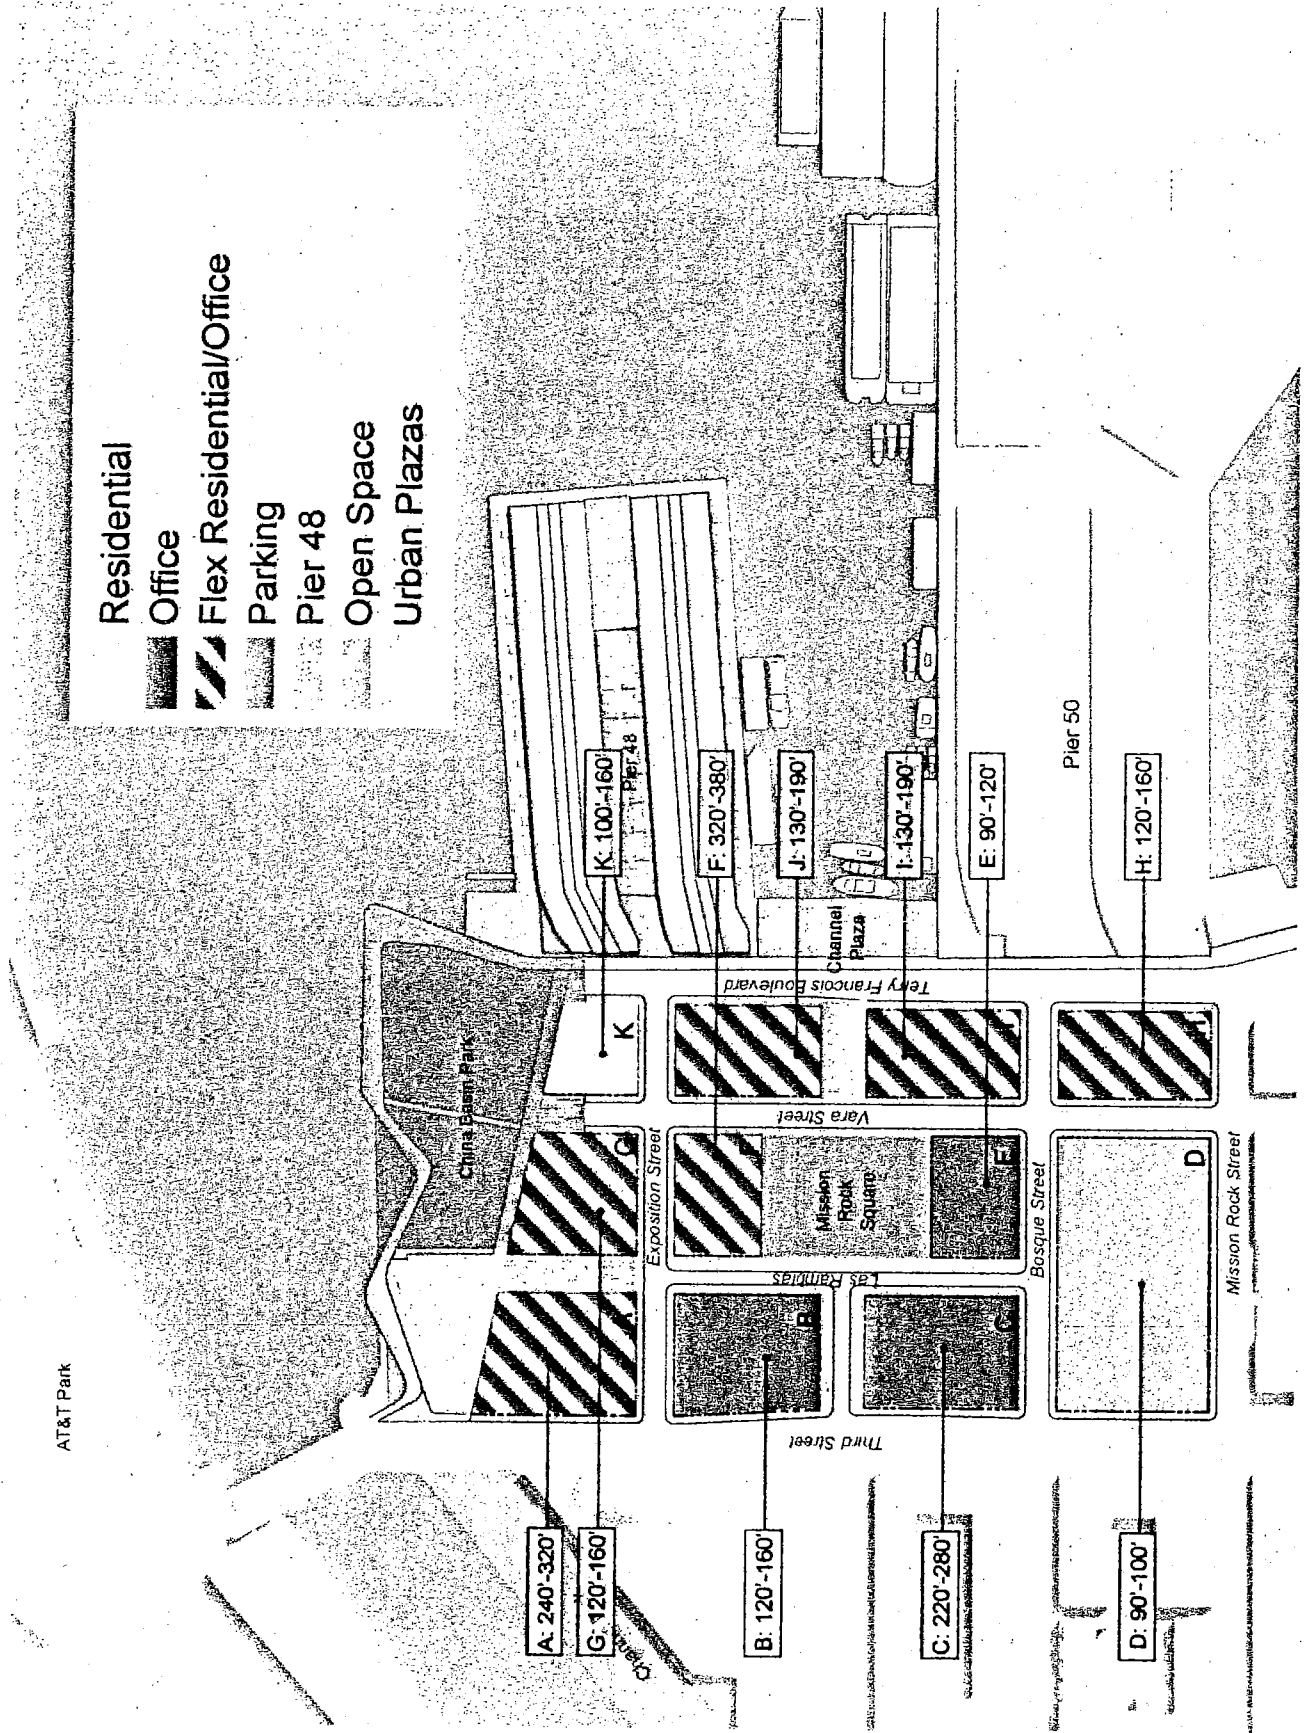 Residential
Office
Flex Residential/Office
Parking
Pier 48
Open Space
Urban Plazas
AT&T Park
China Basin Park
K: 100'-160'
Pier 48
F: 320'-380'
J: 130'-190'
I: 130'-190'
E: 90'-120'
H: 120'-160'
Pier 50
Channel
Plaza
Terry Francois Boulevard
K
J
I
H
Vara Street
Exposition Street
G
F
Mission
Rock
Square
E
Bosque Street
D
Mission Rock Street
Las Ramblas
A
B
C
Third Street
A: 240'-320'
G: 120'-160'
B: 120'-160'
C: 220'-280'
D: 90'-100'